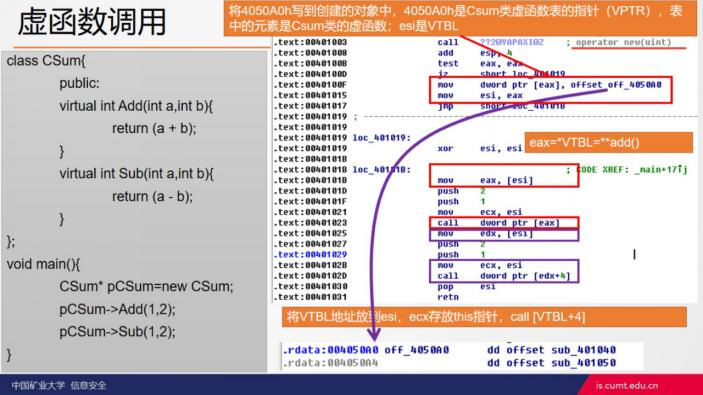 虚函数调用
将4050A0h写到创建的对象中，4050A0h是Csum类虚函数表的指针（VPTR），表
中的元素是Csum类的虚函数；esi是VTBL
class CSum{
public:
virtual int Add(int a,int b){
return (a + b);
}
virtual int Sub(int a,int b){
return (a - b);
}
};
void main(){
CSum* pCSum=new CSum;
pCSum->Add(1,2);
pCSum->Sub(1,2);
}
.text:00401003 call ??2@YAPAXI@Z ; operator new(uint)
.text:00401008 add esp, 4
.text:0040100B test eax, eax
.text:0040100D jz short loc_401019
.text:0040100F mov dword ptr [eax], offset off_4050A0
.text:00401015 mov esi, eax
.text:00401017 jmp short loc_40101B
.text:00401019 ;
.text:00401019
.text:00401019 loc_401019:
.text:00401019 xor esi, esi
.text:0040101B
.text:0040101B loc_40101B: ; CODE XREF: _main+17↑j
.text:0040101B mov eax, [esi]
.text:0040101D push 2
.text:0040101F push 1
.text:00401021 mov ecx, esi
.text:00401023 call dword ptr [eax]
.text:00401025 mov edx, [esi]
.text:00401027 push 2
.text:00401029 push 1
.text:0040102B mov ecx, esi
.text:0040102D call dword ptr [edx+4]
.text:00401030 pop esi
.text:00401031 retn
eax=*VTBL=**add()
将VTBL地址放到esi，ecx存放this指针，call [VTBL+4]
.rdata:004050A0 off_4050A0 dd offset sub_401040
.rdata:004050A4 dd offset sub_401050
中国矿业大学 信息安全
is.cumt.edu.cn